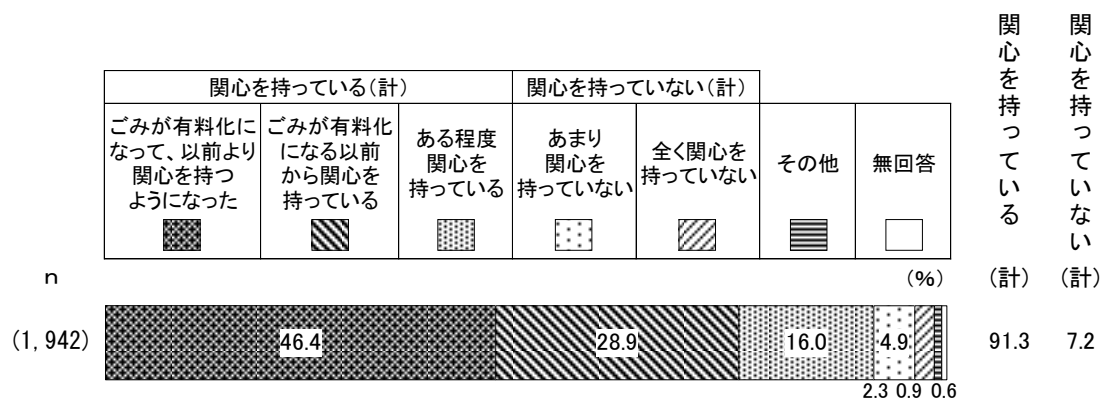 関心を持っている(計)
関心を持っていない(計)
ごみが有料化に
なって、以前より
関心を持つ
ようになった
ごみが有料化
になる以前
から関心を
持っている
ある程度
関心を
持っている
あまり
関心を
持っていない
全く関心を
持っていない
その他
無回答
関心を持っている
(計)
関心を持っていない
(計)
n
(%)
(1,942)
46.4
28.9
16.0
4.9
2.3
0.9
0.6
91.3
7.2